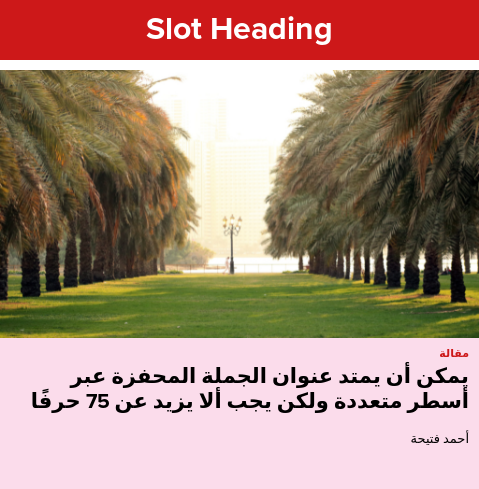 Slot Heading
مقالة
يمكن أن يمتد عنوان الجملة المحفزة عبر
أسطر متعددة ولكن يجب ألا يزيد عن 75 حرفًا
أحمد فتيحة